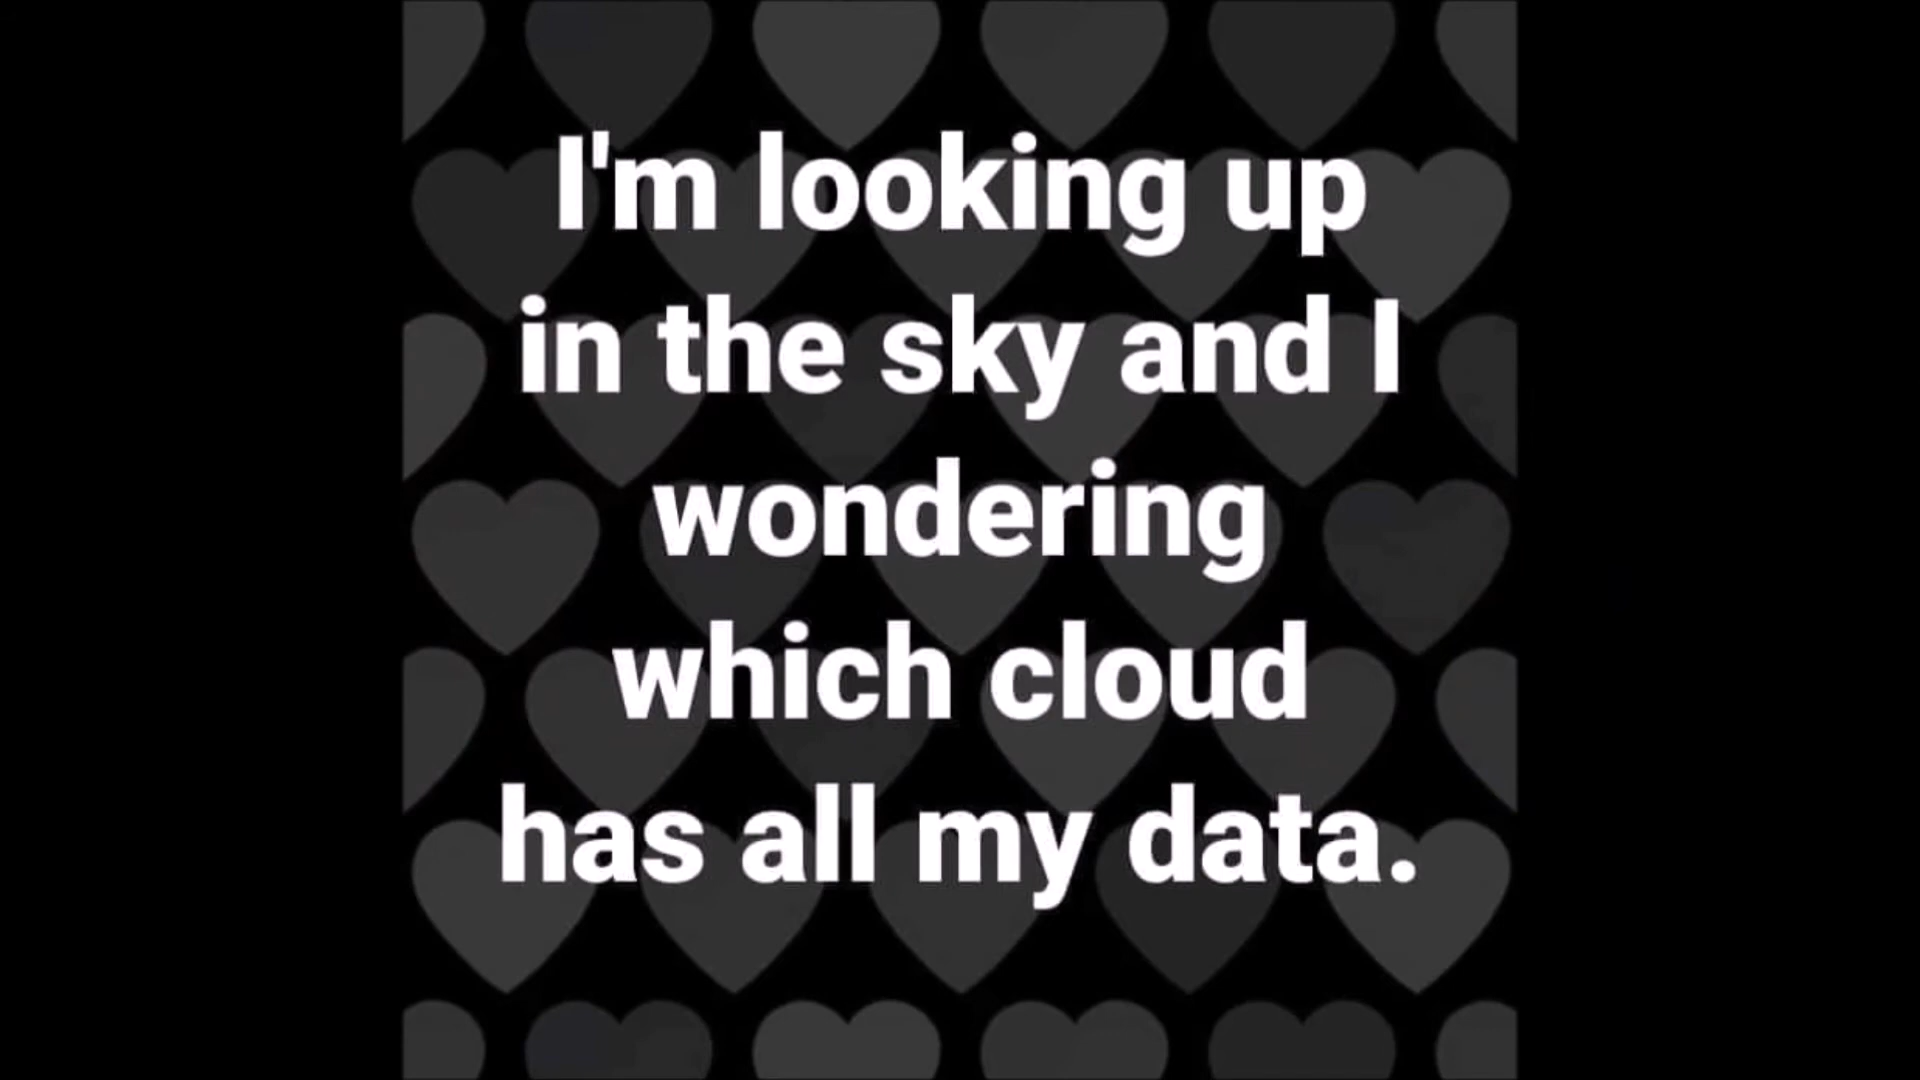 I'm looking up
in the sky and I
wondering
which cloud
has all my data.